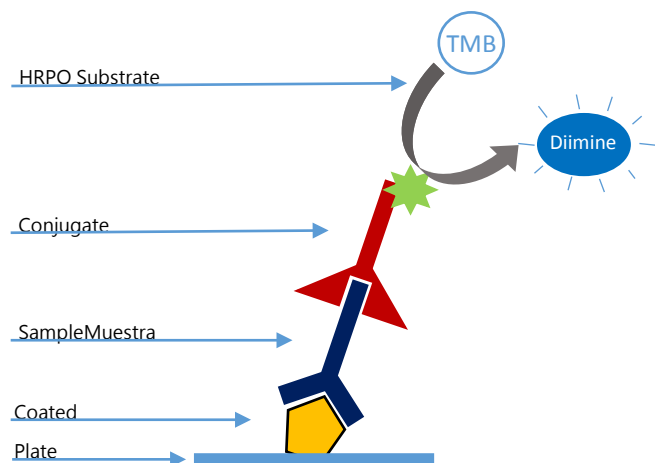 TMB
HRPO Substrate
Diimine
Conjugate
SampleMuestra
Coated
Plate